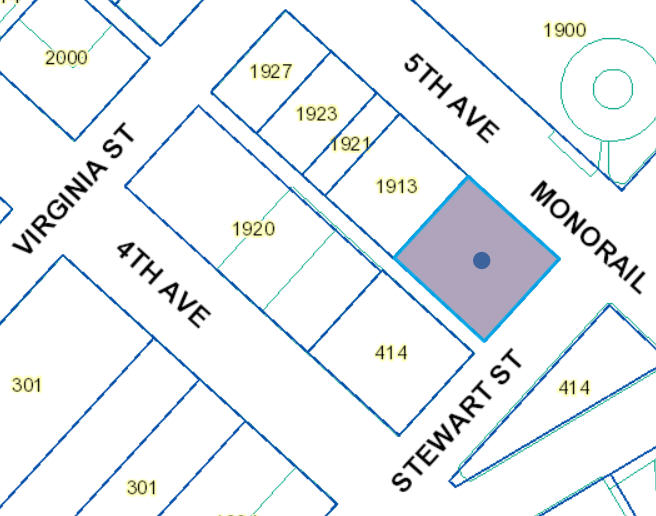 1900
2000
1927
5TH AVE
1923
1921
VIRGINIA ST
1913
MONORAIL
1920
4TH AVE
414
301
STEWART ST
414
301